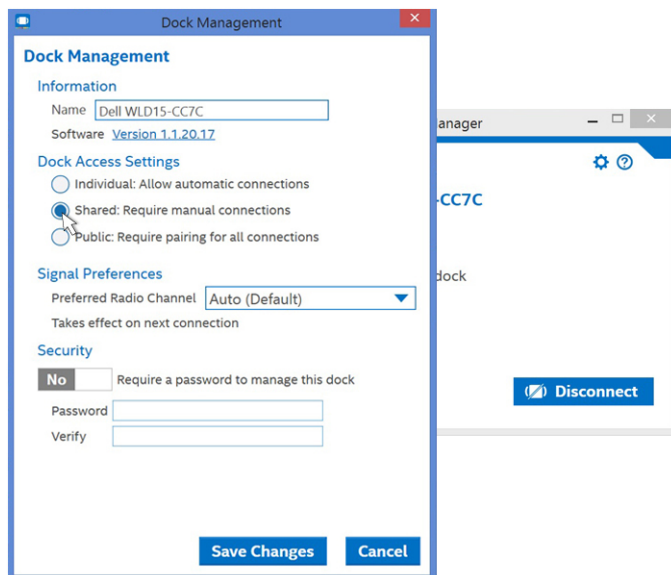 Dock Management
Dock Management
Information
Name Dell WLD15-CC7C
Software Version 1.1.20.17
Dock Access Settings
Individual: Allow automatic connections
Shared: Require manual connections
Public: Require pairing for all connections
Signal Preferences
Preferred Radio Channel Auto (Default)
Takes effect on next connection
Security
No Require a password to manage this dock
Password
Verify
Save Changes Cancel
anager
-CC7C
dock
Disconnect